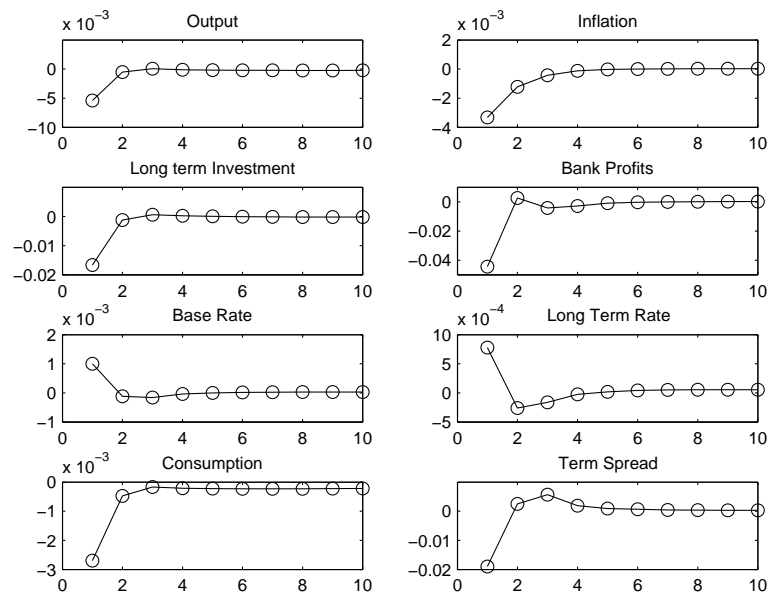 x 10⁻³
Output
0
−5
−10
0 2 4 6 8 10
x 10⁻³
Inflation
2
0
−2
−4
0 2 4 6 8 10
Long term Investment
0
−0.01
−0.02
0 2 4 6 8 10
Bank Profits
0
−0.02
−0.04
0 2 4 6 8 10
x 10⁻³
Base Rate
2
1
0
−1
0 2 4 6 8 10
x 10⁻⁴
Long Term Rate
10
5
0
−5
0 2 4 6 8 10
x 10⁻³
Consumption
0
−1
−2
−3
0 2 4 6 8 10
Term Spread
0
−0.01
−0.02
0 2 4 6 8 10